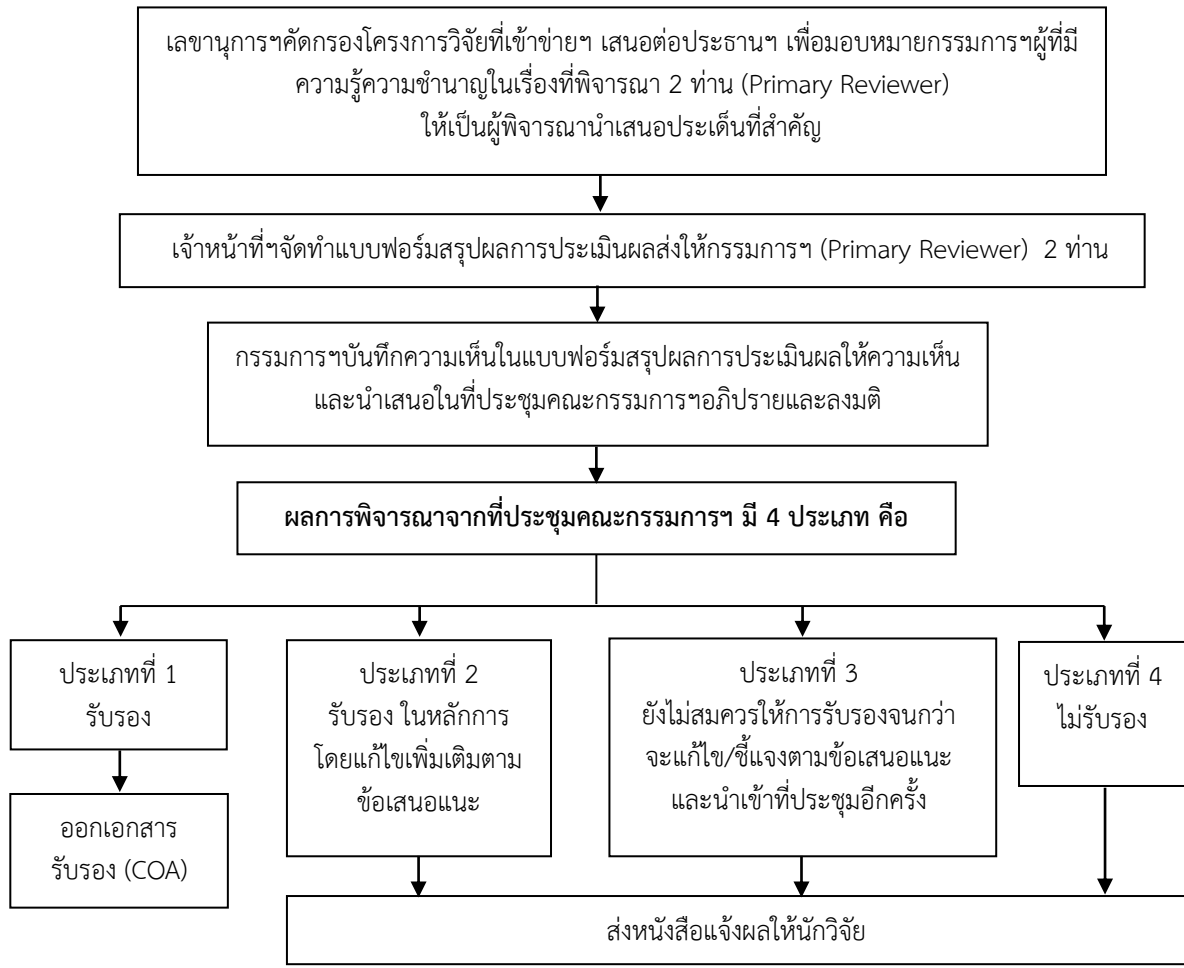 เลขานุการฯคัดกรองโครงการวิจัยที่เข้าข่ายฯ เสนอต่อประธานฯ เพื่อมอบหมายกรรมการฯผู้ที่มี
ความรู้ความชำนาญในเรื่องที่พิจารณา 2 ท่าน (Primary Reviewer)
ให้เป็นผู้พิจารณานำเสนอประเด็นที่สำคัญ
เจ้าหน้าที่ฯจัดทำแบบฟอร์มสรุปผลการประเมินผลส่งให้กรรมการฯ (Primary Reviewer) 2 ท่าน
กรรมการฯบันทึกความเห็นในแบบฟอร์มสรุปผลการประเมินผลให้ความเห็น
และนำเสนอในที่ประชุมคณะกรรมการฯอภิปรายและลงมติ
ผลการพิจารณาจากที่ประชุมคณะกรรมการฯ มี 4 ประเภท คือ
ประเภทที่ 1
รับรอง
ออกเอกสาร
รับรอง (COA)
ประเภทที่ 2
รับรอง ในหลักการ
โดยแก้ไขเพิ่มเติมตาม
ข้อเสนอแนะ
ประเภทที่ 3
ยังไม่สมควรให้การรับรองจนกว่า
จะแก้ไข/ชี้แจงตามข้อเสนอแนะ
และนำเข้าที่ประชุมอีกครั้ง
ประเภทที่ 4
ไม่รับรอง
ส่งหนังสือแจ้งผลให้นักวิจัย